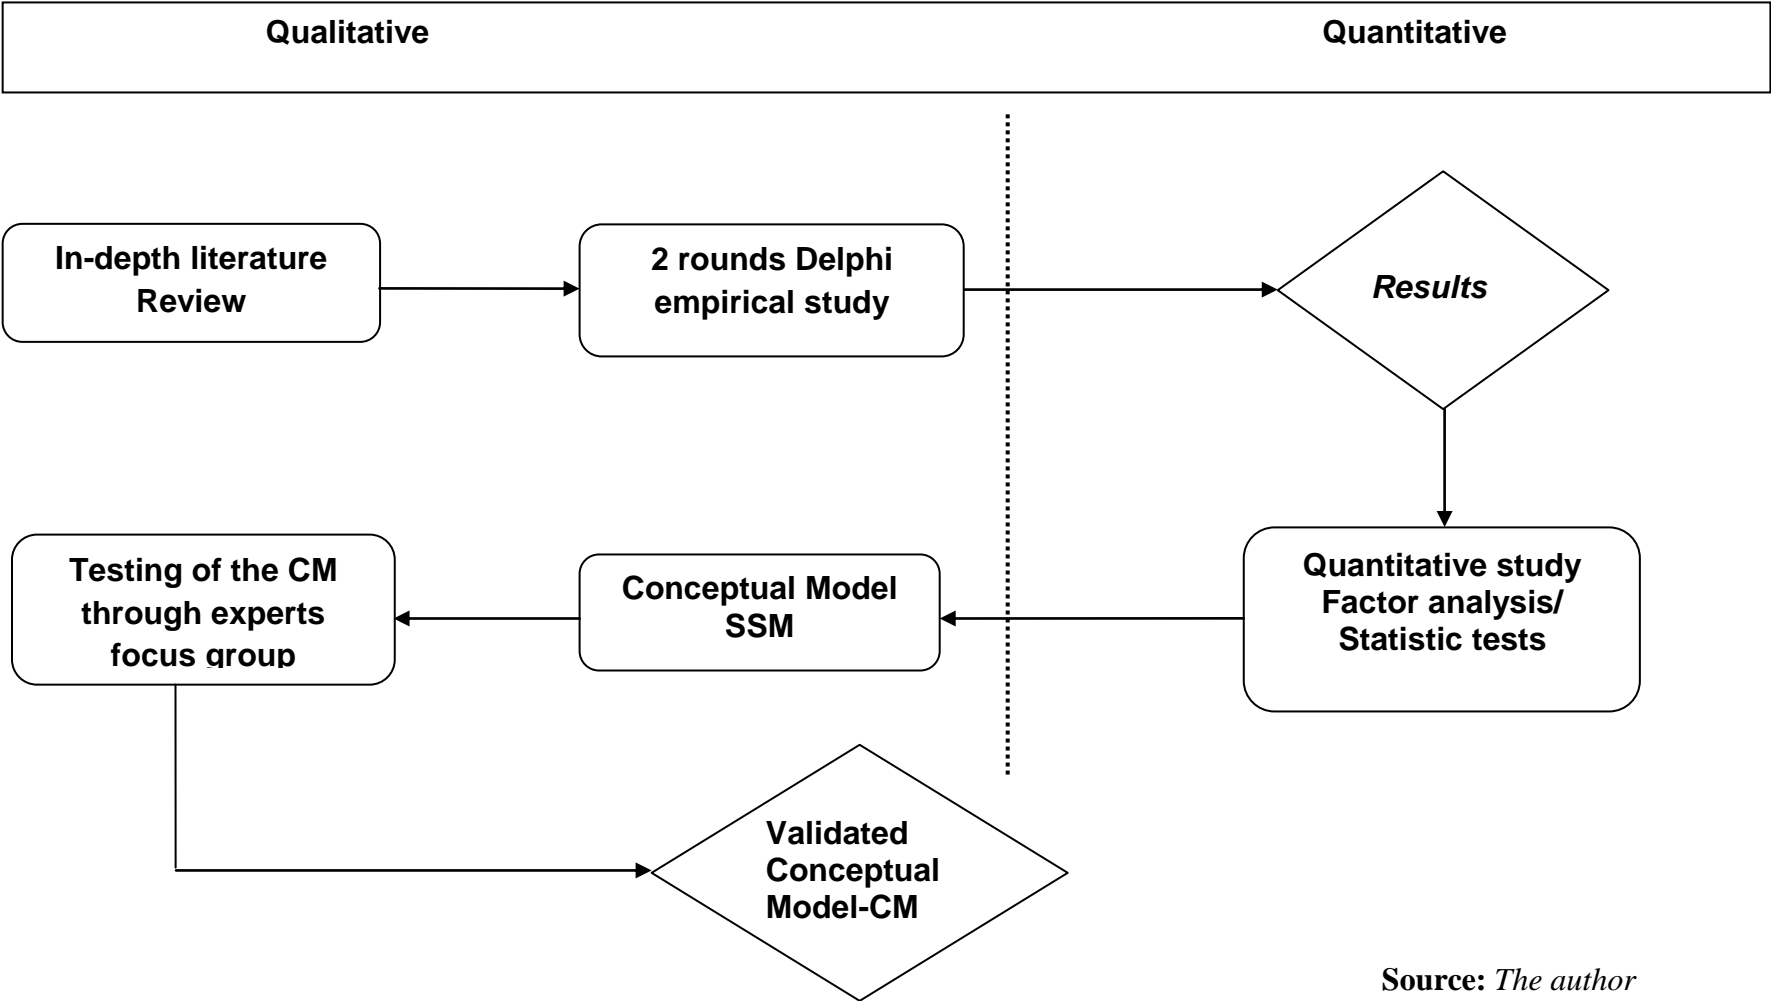 Qualitative
Quantitative
In-depth literature
Review
2 rounds Delphi
empirical study
Results
Testing of the CM
through experts
focus group
Conceptual Model
SSM
Quantitative study
Factor analysis/
Statistic tests
Validated
Conceptual
Model-CM
Source: The author